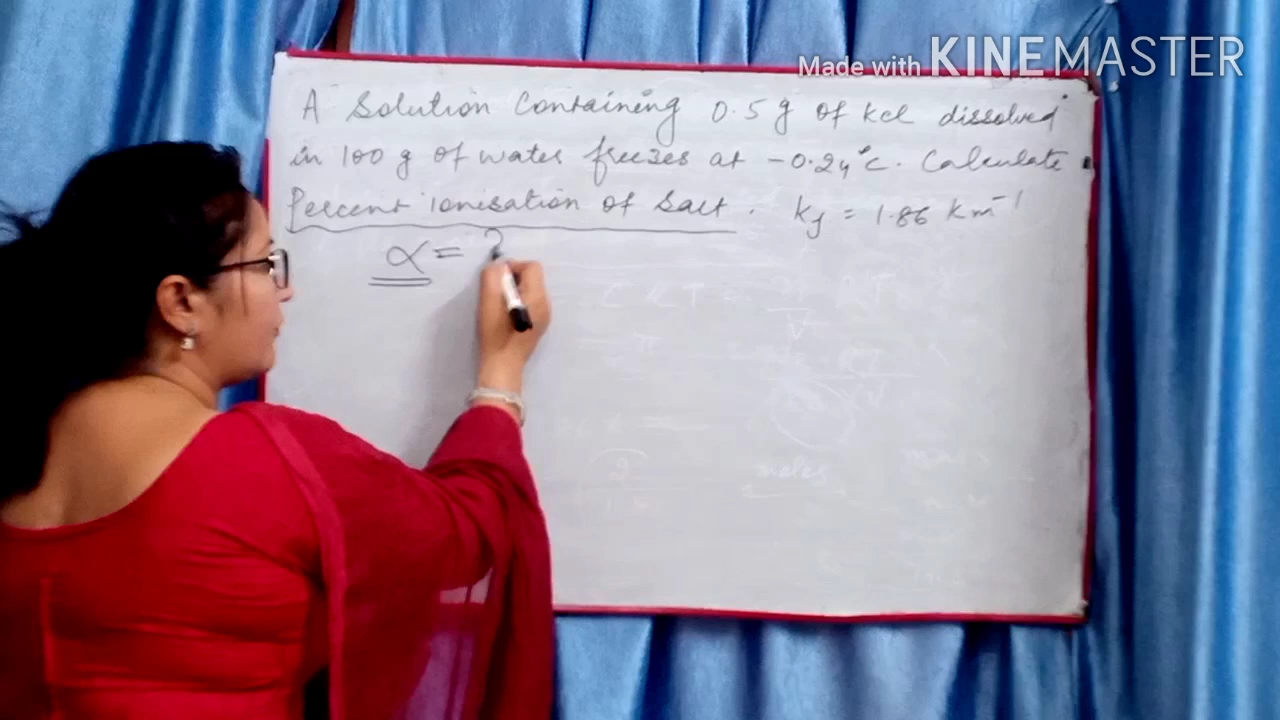 Made with KINEMASTER
A Solution Containing 0.5 g of kcl dissolved
in 100 g of water freezes at -0.24°C. Calculate
Percent ionisation of Salt. kf = 1.86 K m⁻¹
α = ?
moles